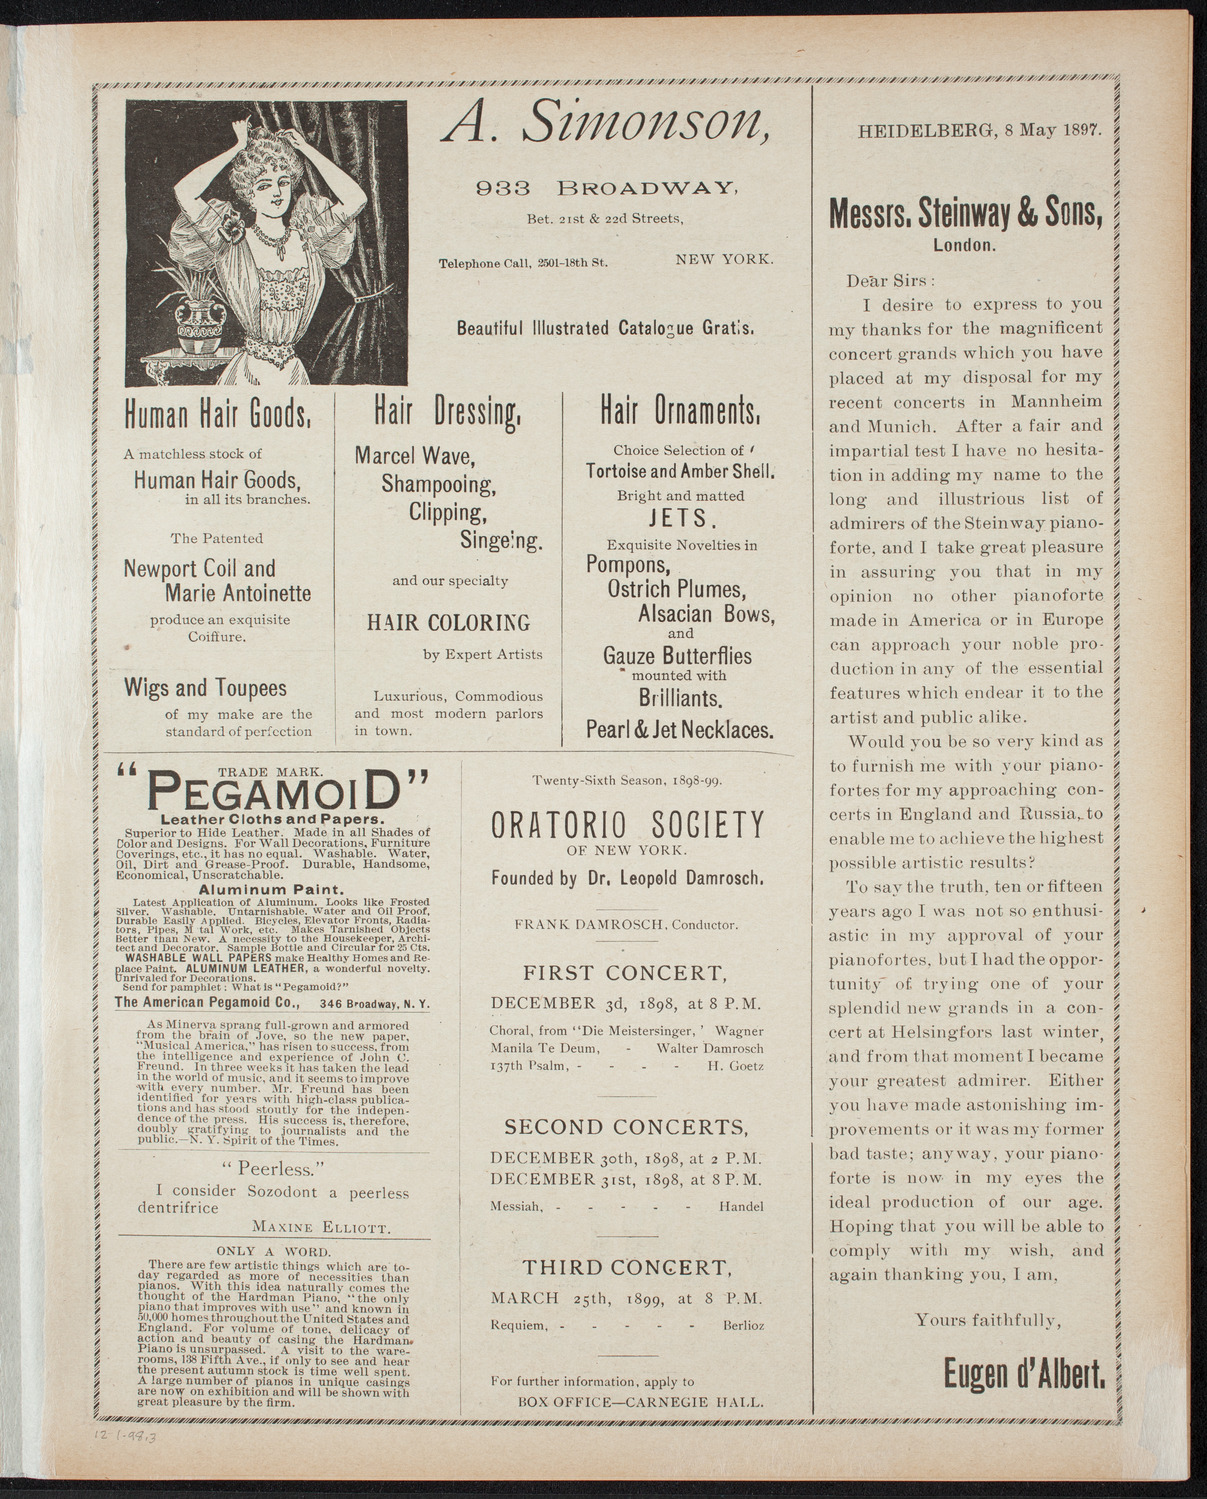 A. Simonson,
933 BROADWAY,
Bet. 21st & 22d Streets,
Telephone Call, 2501-18th St. NEW YORK.
Beautiful Illustrated Catalogue Gratis.
Human Hair Goods,
A matchless stock of
Human Hair Goods,
in all its branches.
The Patented
Newport Coil and
Marie Antoinette
produce an exquisite
Coiffure.
Wigs and Toupees
of my make are the
standard of perfection
Hair Dressing,
Marcel Wave,
Shampooing,
Clipping,
Singeing.
and our specialty
HAIR COLORING
by Expert Artists
Luxurious, Commodious
and most modern parlors
in town.
Hair Ornaments,
Choice Selection of
Tortoise and Amber Shell.
Bright and matted
JETS.
Exquisite Novelties in
Pompons,
Ostrich Plumes,
Alsacian Bows,
and
Gauze Butterflies
mounted with
Brilliants.
Pearl & Jet Necklaces.
TRADE MARK.
"PEGAMOID"
Leather Cloths and Papers.
Superior to Hide Leather. Made in all Shades of
Color and Designs. For Wall Decorations, Furniture
Coverings, etc., it has no equal. Washable. Water,
Oil, Dirt and Grease-Proof. Durable, Handsome,
Economical, Unscratchable.
Aluminum Paint.
Latest Application of Aluminum. Looks like Frosted
Silver. Washable. Untarnishable. Water and Oil Proof,
Durable Easily Applied. Bicycles, Elevator Fronts, Radia-
tors, Pipes, M tal Work, etc. Makes Tarnished Objects
Better than New. A necessity to the Housekeeper, Archi-
tect and Decorator. Sample Bottle and Circular for 25 Cts.
WASHABLE WALL PAPERS make Healthy Homes and Re-
place Paint. ALUMINUM LEATHER, a wonderful novelty.
Unrivaled for Decorations.
Send for pamphlet: What is "Pegamoid?"
The American Pegamoid Co., 346 Broadway, N. Y.
As Minerva sprang full-grown and armored
from the brain of Jove, so the new paper,
"Musical America," has risen to success, from
the intelligence and experience of John C.
Freund. In three weeks it has taken the lead
in the world of music, and it seems to improve
with every number. Mr. Freund has been
identified for years with high-class publica-
tions and has stood stoutly for the indepen-
dence of the press. His success is, therefore,
doubly gratifying to journalists and the
public.—N. Y. Spirit of the Times.
"Peerless."
I consider Sozodont a peerless
dentrifrice
MAXINE ELLIOTT.
ONLY A WORD.
There are few artistic things which are to-
day regarded as more of necessities than
pianos. With this idea naturally comes the
thought of the Hardman Piano, "the only
piano that improves with use" and known in
50,000 homes throughout the United States and
England. For volume of tone, delicacy of
action and beauty of casing the Hardman
Piano is unsurpassed. A visit to the ware-
rooms, 138 Fifth Ave., if only to see and hear
the present autumn stock is time well spent.
A large number of pianos in unique casings
are now on exhibition and will be shown with
great pleasure by the firm.
Twenty-Sixth Season, 1898-99.
ORATORIO SOCIETY
OF NEW YORK.
Founded by Dr. Leopold Damrosch.
FRANK DAMROSCH, Conductor.
FIRST CONCERT,
DECEMBER 3d, 1898, at 8 P.M.
Choral, from "Die Meistersinger,' Wagner
Manila Te Deum, - Walter Damrosch
137th Psalm, - - - - H. Goetz
SECOND CONCERTS,
DECEMBER 30th, 1898, at 2 P.M.
DECEMBER 31st, 1898, at 8 P.M.
Messiah, - - - - - Handel
THIRD CONCERT,
MARCH 25th, 1899, at 8 P.M.
Requiem, - - - - - Berlioz
For further information, apply to
BOX OFFICE—CARNEGIE HALL.
HEIDELBERG, 8 May 1897.
Messrs. Steinway & Sons,
London.
Dear Sirs:
I desire to express to you
my thanks for the magnificent
concert grands which you have
placed at my disposal for my
recent concerts in Mannheim
and Munich. After a fair and
impartial test I have no hesita-
tion in adding my name to the
long and illustrious list of
admirers of the Steinway piano-
forte, and I take great pleasure
in assuring you that in my
opinion no other pianoforte
made in America or in Europe
can approach your noble pro-
duction in any of the essential
features which endear it to the
artist and public alike.
Would you be so very kind as
to furnish me with your piano-
fortes for my approaching con-
certs in England and Russia, to
enable me to achieve the highest
possible artistic results?
To say the truth, ten or fifteen
years ago I was not so enthusi-
astic in my approval of your
pianofortes, but I had the oppor-
tunity of trying one of your
splendid new grands in a con-
cert at Helsingfors last winter,
and from that moment I became
your greatest admirer. Either
you have made astonishing im-
provements or it was my former
bad taste; anyway, your piano-
forte is now in my eyes the
ideal production of our age.
Hoping that you will be able to
comply with my wish, and
again thanking you, I am,
Yours faithfully,
Eugen d'Albert.
12 1-98.3